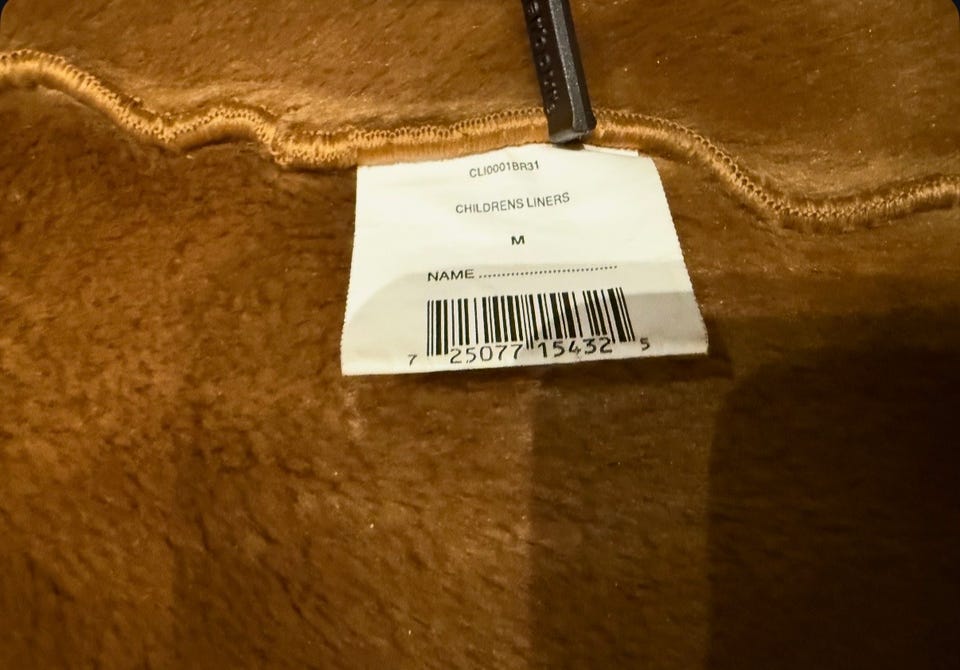 CLI0001BR31
CHILDRENS LINERS
M
NAME ..............................
7 25077 15432 5